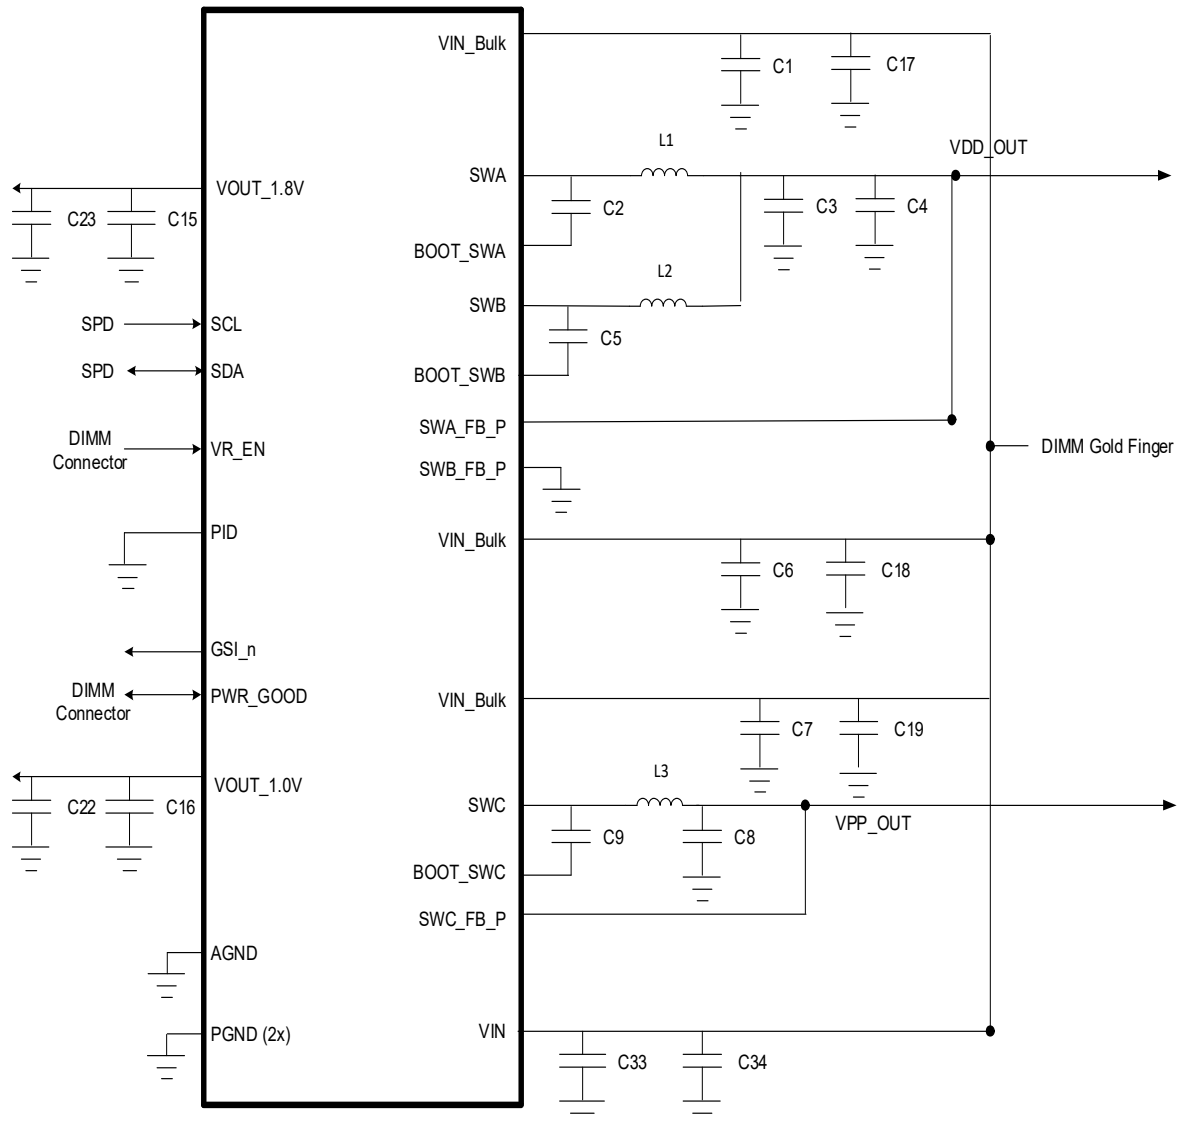 VIN_Bulk
C1
C17
L1
VDD_OUT
SWA
VOUT_1.8V
C2
C3
C4
C23
C15
BOOT_SWA
L2
SWB
SPD
SCL
C5
SPD
SDA
BOOT_SWB
SWA_FB_P
DIMM
Connector
VR_EN
DIMM Gold Finger
SWB_FB_P
PID
VIN_Bulk
C6
C18
GSI_n
DIMM
Connector
PWR_GOOD
VIN_Bulk
C7
C19
L3
VOUT_1.0V
SWC
C22
C16
VPP_OUT
C9
C8
BOOT_SWC
SWC_FB_P
AGND
PGND (2x)
VIN
C33
C34